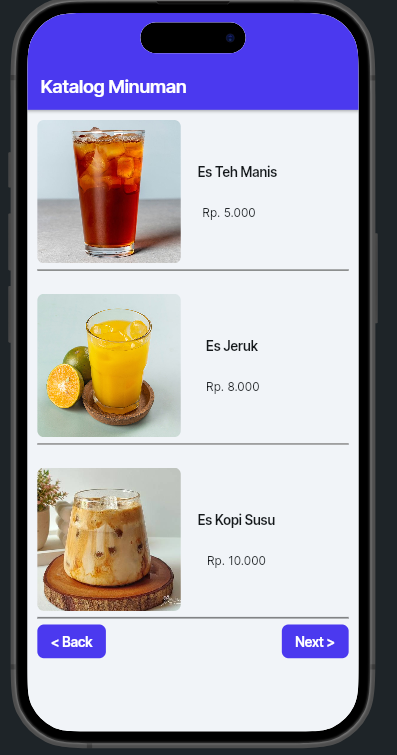 Katalog Minuman
Es Teh Manis
Rp. 5.000
Es Jeruk
Rp. 8.000
Es Kopi Susu
Rp. 10.000
< Back
Next >